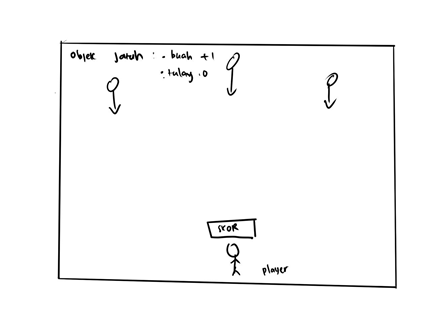 objek jatuh : - buah +1
: tulang .0
SKOR
player